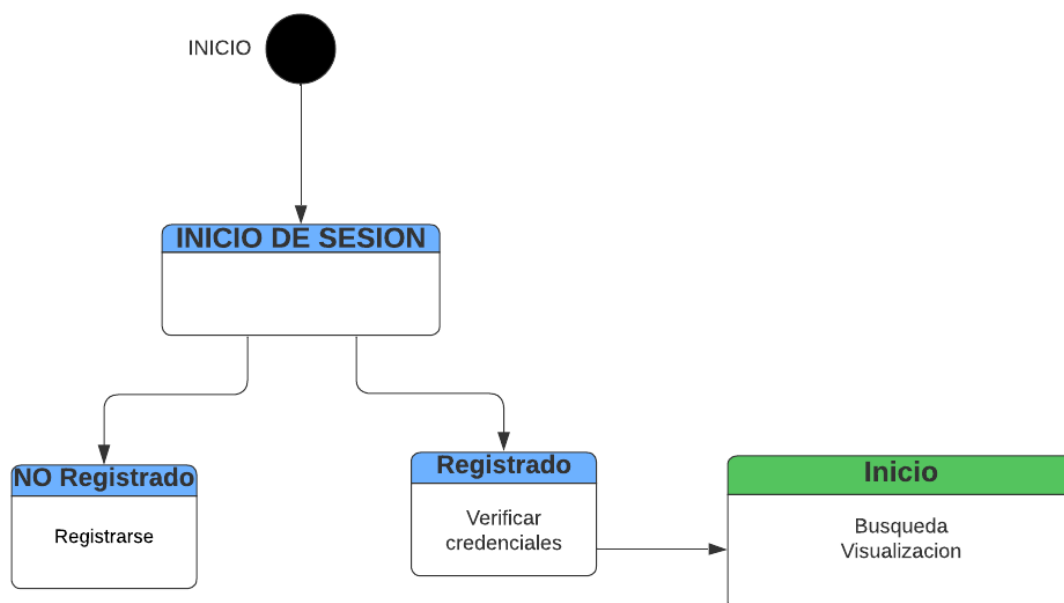 INICIO
INICIO DE SESION
NO Registrado
Registrarse
Registrado
Verificar
credenciales
Inicio
Busqueda
Visualizacion